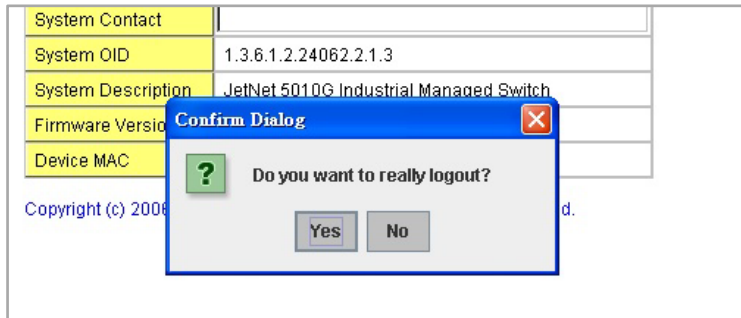 System Contact
System OID 1.3.6.1.2.24062.2.1.3
System Description JetNet 5010G Industrial Managed Switch
Firmware Versio
Confirm Dialog
Device MAC
Do you want to really logout?
Copyright (c) 2006 d.
Yes No